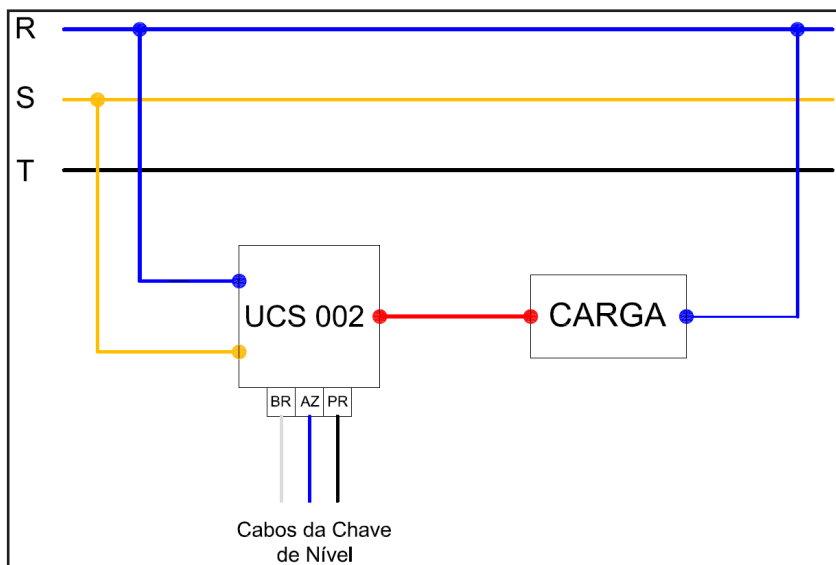 R
S
T
UCS 002
CARGA
BR AZ PR
Cabos da Chave
de Nível